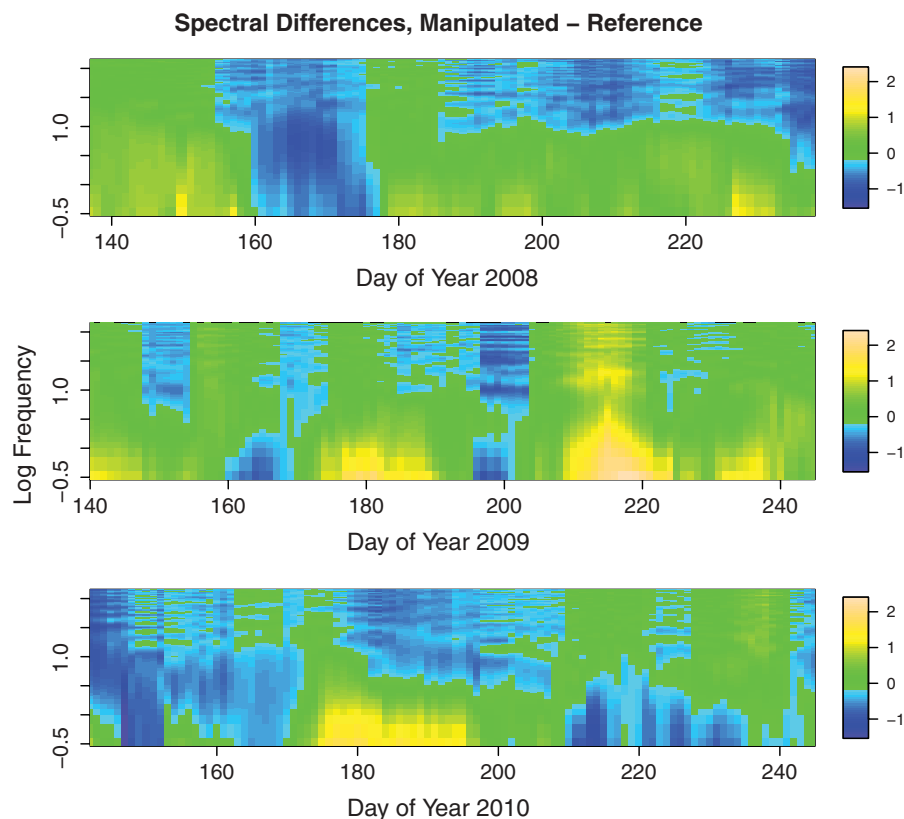 Spectral Differences, Manipulated – Reference
1.0
−0.5
140 160 180 200 220
Day of Year 2008
2
1
0
−1
Log Frequency
1.0
−0.5
140 160 180 200 220 240
Day of Year 2009
2
1
0
−1
1.0
−0.5
160 180 200 220 240
Day of Year 2010
2
1
0
−1